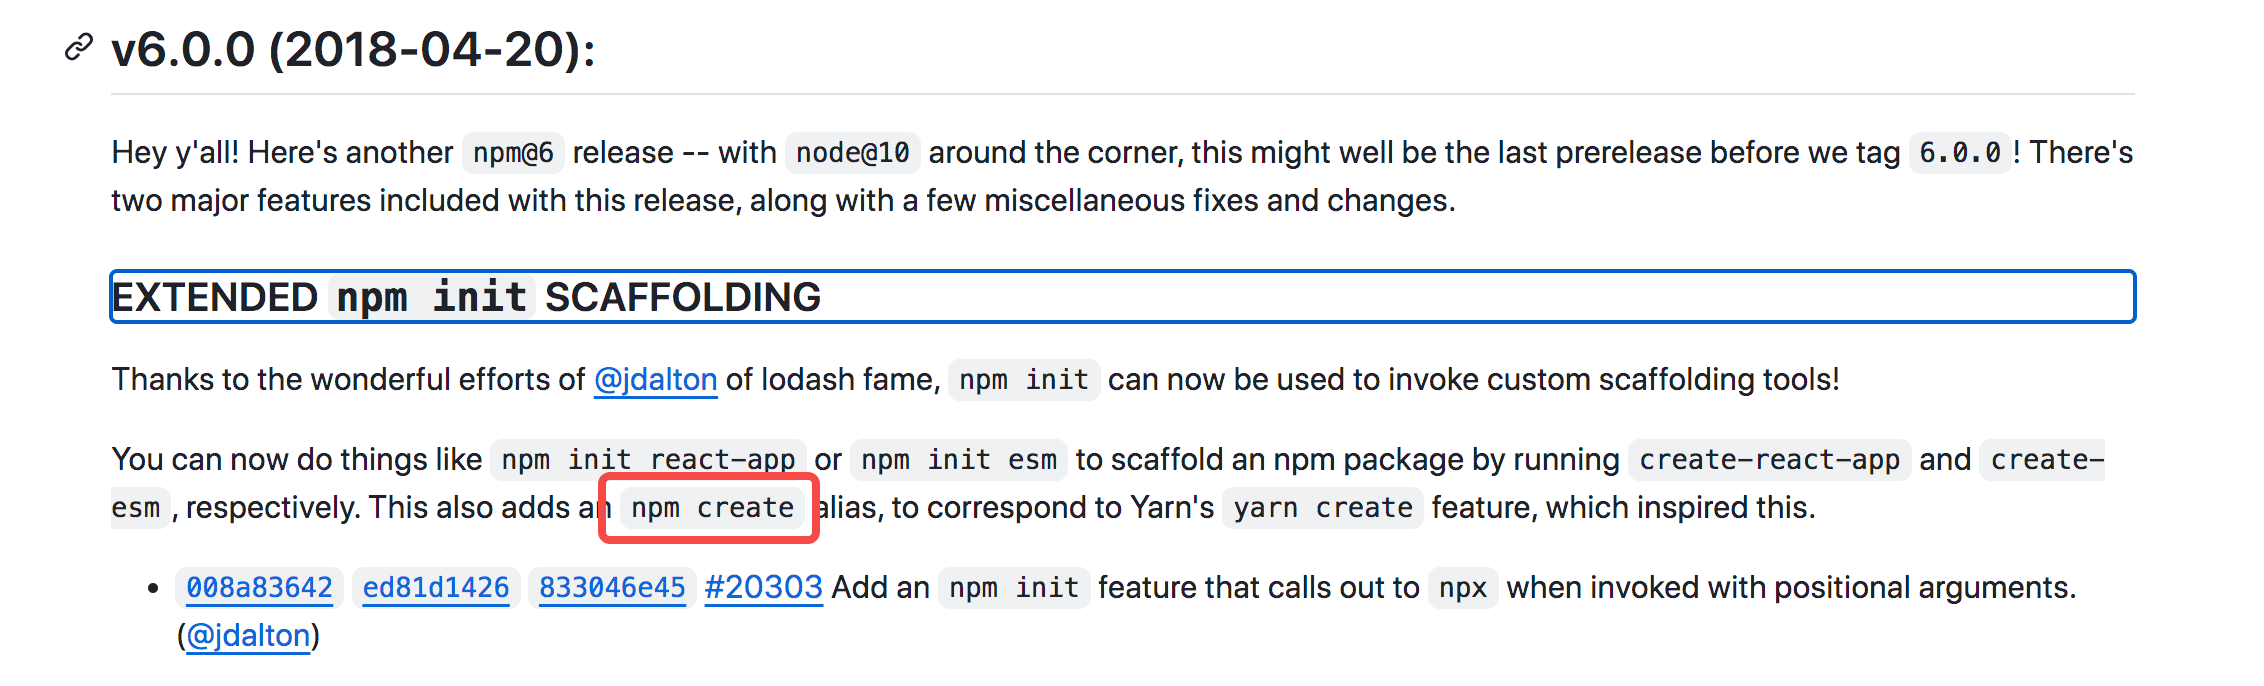 v6.0.0 (2018-04-20):
Hey y'all! Here's another npm@6 release -- with node@10 around the corner, this might well be the last prerelease before we tag 6.0.0! There's
two major features included with this release, along with a few miscellaneous fixes and changes.
EXTENDED npm init SCAFFOLDING
Thanks to the wonderful efforts of @jdalton of lodash fame, npm init can now be used to invoke custom scaffolding tools!
You can now do things like npm init react-app or npm init esm to scaffold an npm package by running create-react-app and create-
esm, respectively. This also adds an npm create alias, to correspond to Yarn's yarn create feature, which inspired this.
• 008a83642 ed81d1426 833046e45 #20303 Add an npm init feature that calls out to npx when invoked with positional arguments.
(@jdalton)